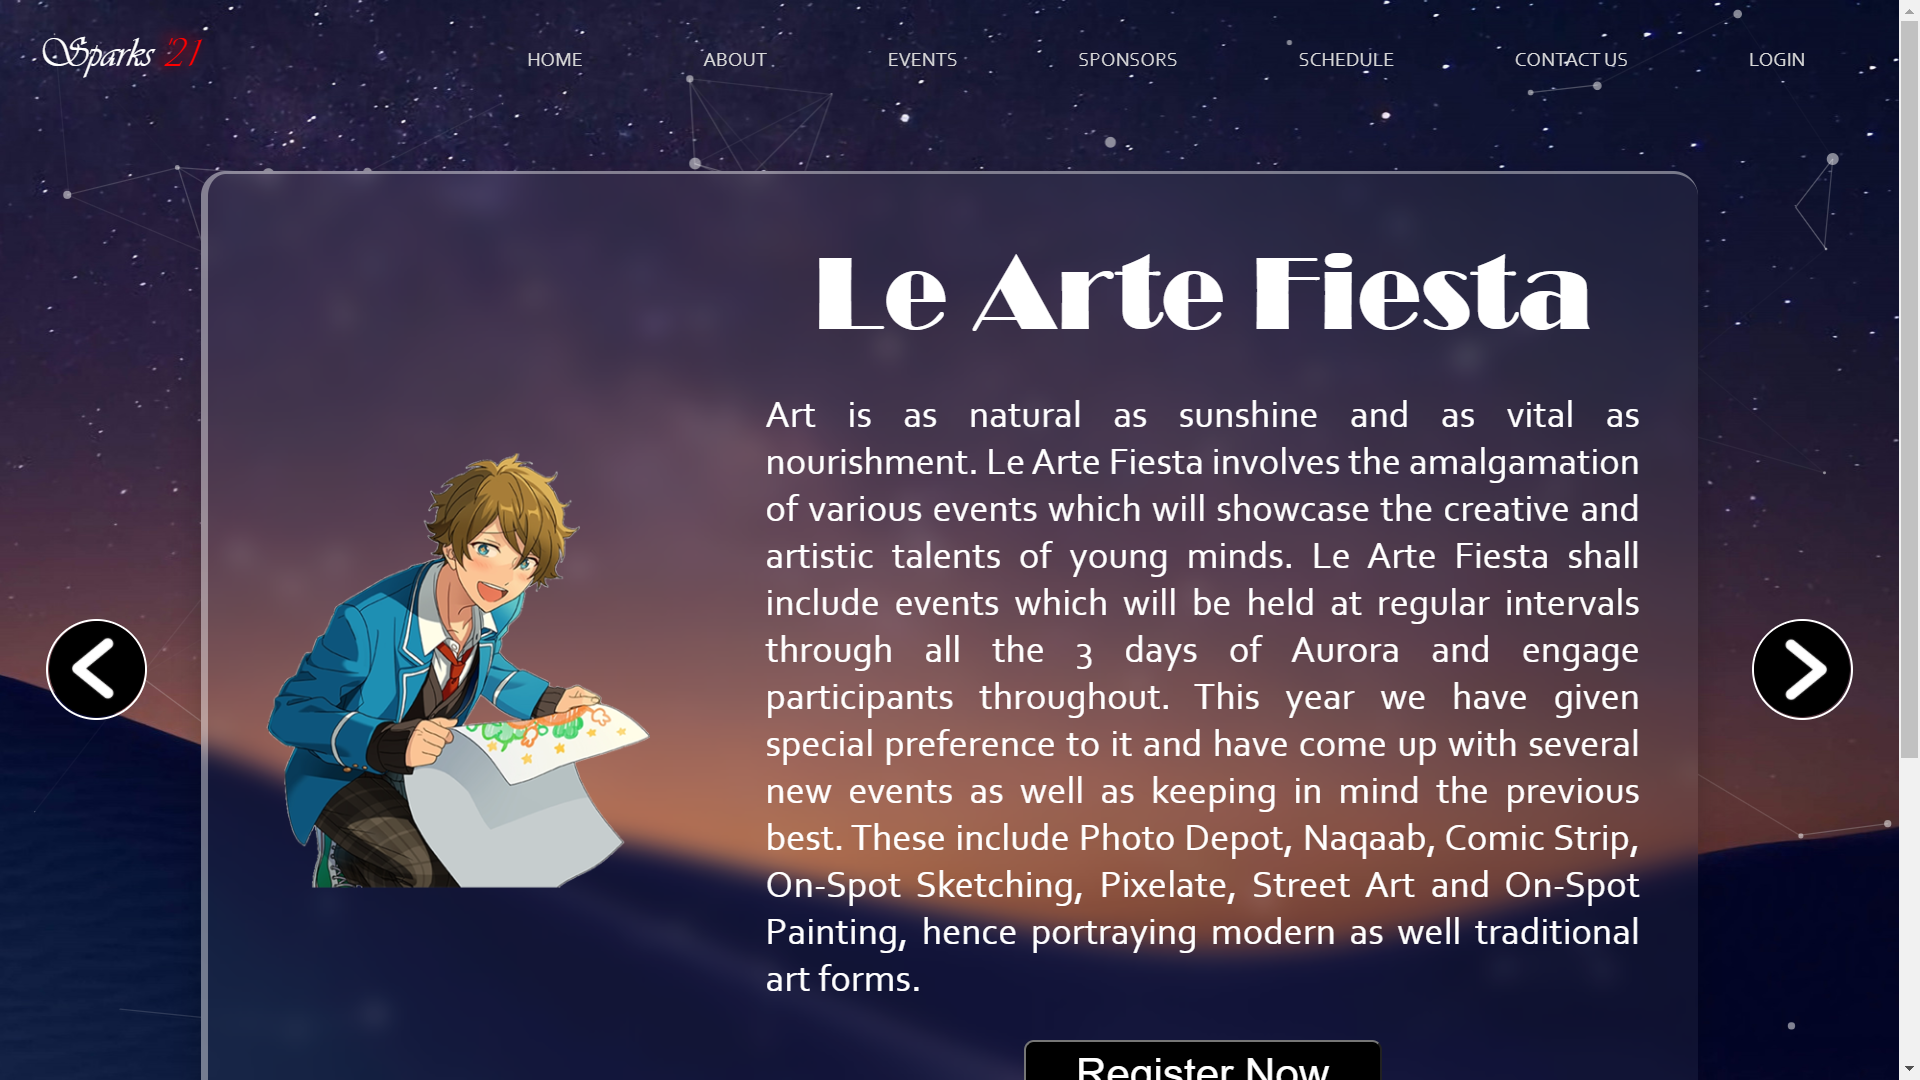 Sparks '21
HOME
ABOUT
EVENTS
SPONSORS
SCHEDULE
CONTACT US
LOGIN
Le Arte Fiesta
Art is as natural as sunshine and as vital as
nourishment. Le Arte Fiesta involves the amalgamation
of various events which will showcase the creative and
artistic talents of young minds. Le Arte Fiesta shall
include events which will be held at regular intervals
through all the 3 days of Aurora and engage
participants throughout. This year we have given
special preference to it and have come up with several
new events as well as keeping in mind the previous
best. These include Photo Depot, Naqaab, Comic Strip,
On-Spot Sketching, Pixelate, Street Art and On-Spot
Painting, hence portraying modern as well traditional
art forms.
Register Now